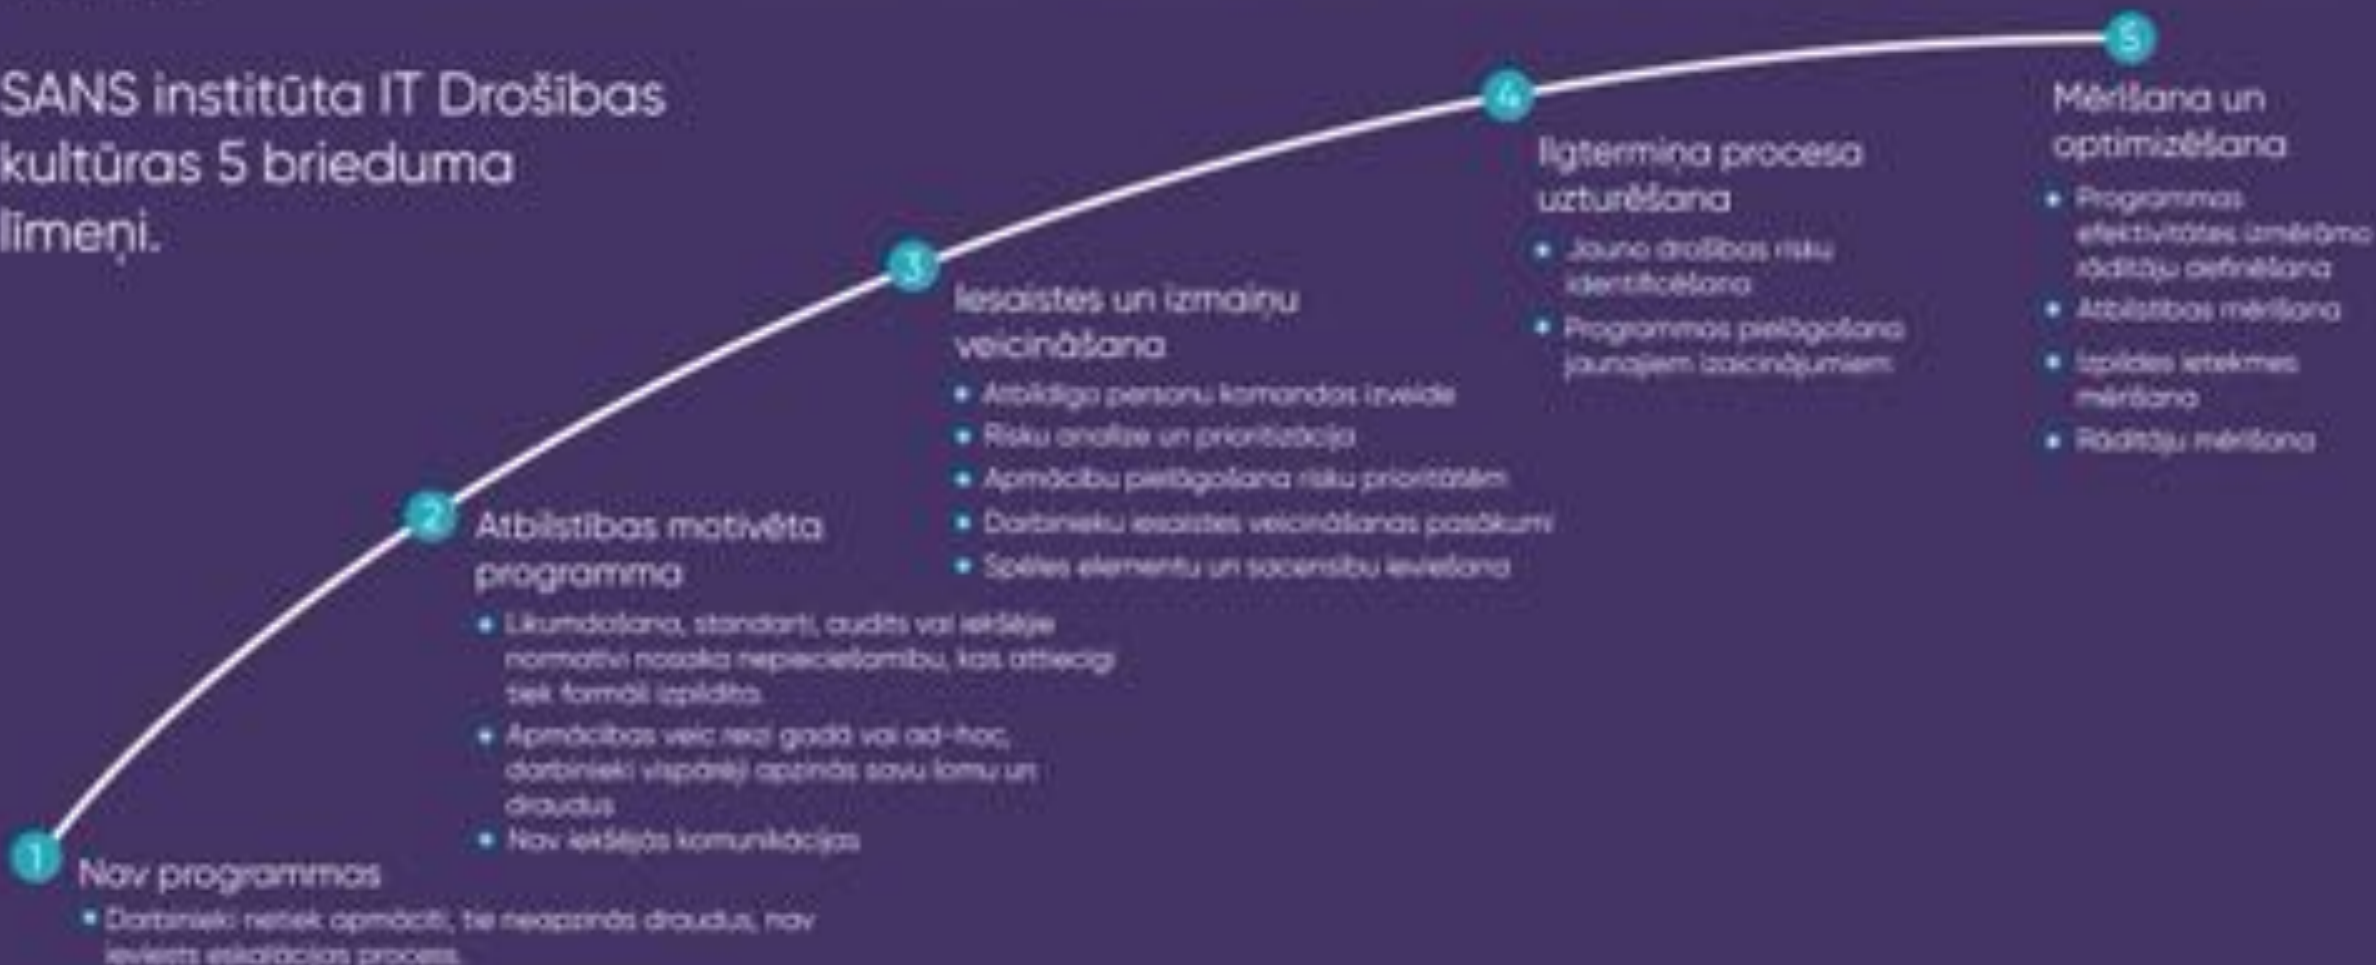 SANS institūta IT Drošības
kultūras 5 brieduma
līmeņi.
5
Mērīšana un
optimizēšana
Programmas
efektivitātes izmērāmo
rādītāju definēšana
Atbilstības mērīšana
Izpildes ietekmes
mērīšana
Rādītāju mērīšana
4
Ilgtermiņa procesa
uzturēšana
Jauno drošības risku
identificēšana
Programmas pielāgošana
jaunajiem izaicinājumiem
3
Iesaistes un izmaiņu
veicināšana
Atbildīgo personu komandas izveide
Risku analīze un prioritizācija
Apmācību pielāgošana risku prioritātēm
Darbinieku iesaistes veicināšanas pasākumi
Spēles elementu un sacensību ieviešana
2
Atbilstības motivēta
programma
Likumdošana, standarti, audits vai iekšējie
normatīvi nosaka nepieciešamību, kas attiecīgi
tiek formāli izpildīta.
Apmācības veic reizi gadā vai ad-hoc,
darbinieki vispārēji apzinās savu lomu un
draudus
Nav iekšējās komunikācijas
1
Nav programmas
Darbinieki netiek apmācīti, tie neapzinās draudus, nav
ieviests eskalācijas process.